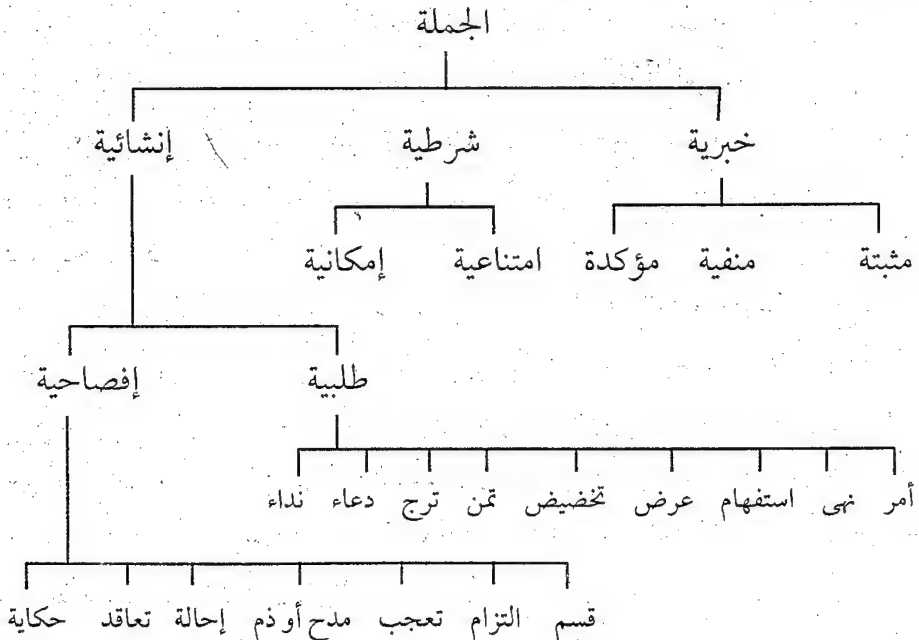 الجملة
خبرية شرطية إنشائية
مثبتة منفية مؤكدة امتناعية إمكانية
طلبية إفصاحية
أمر نهى استفهام عرض تخضيض تمن ترج دعاء نداء
قسم التزام تعجب مدح أو ذم إحالة تعاقد حكاية